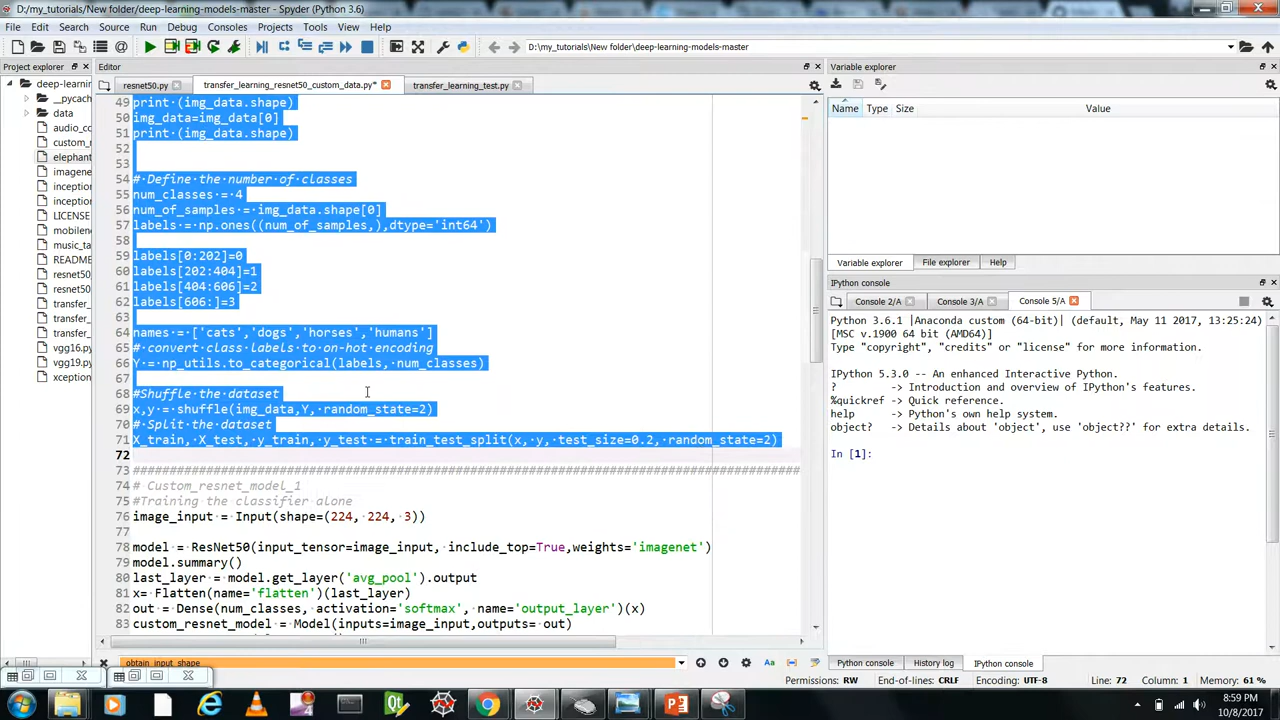 D:/my_tutorials/New folder/deep-learning-models-master - Spyder (Python 3.6)
File Edit Search Source Run Debug Consoles Projects Tools View Help
D:/my_tutorials/New folder/deep-learning-models-master
Project explorer
Editor
Variable explorer
resnet50.py
transfer_learning_resnet50_custom_data.py*
transfer_learning_test.py
deep-learnin
__pycac
data
audio_co
custom_r
elephant
imagene
inception
inception
LICENSE
mobilene
music_ta
README
resnet50
resnet50
transfer_
transfer_
transfer_
vgg16.py
vgg19.py
xception
49 print (img_data.shape)
50 img_data=img_data[0]
51 print (img_data.shape)
52
53
54 # Define the number of classes
55 num_classes = 4
56 num_of_samples = img_data.shape[0]
57 labels = np.ones((num_of_samples,),dtype='int64')
58
59 labels[0:202]=0
60 labels[202:404]=1
61 labels[404:606]=2
62 labels[606:]=3
63
64 names = ['cats','dogs','horses','humans']
65 # convert class labels to on-hot encoding
66 Y = np_utils.to_categorical(labels, num_classes)
67
68 #Shuffle the dataset
69 x,y = shuffle(img_data,Y, random_state=2)
70 # Split the dataset
71 X_train, X_test, y_train, y_test = train_test_split(x, y, test_size=0.2, random_state=2)
72
73 ####################################################################################
74 # Custom_resnet_model_1
75 #Training the classifier alone
76 image_input = Input(shape=(224, 224, 3))
77
78 model = ResNet50(input_tensor=image_input, include_top=True,weights='imagenet')
79 model.summary()
80 last_layer = model.get_layer('avg_pool').output
81 x= Flatten(name='flatten')(last_layer)
82 out = Dense(num_classes, activation='softmax', name='output_layer')(x)
83 custom_resnet_model = Model(inputs=image_input,outputs= out)
obtain_input_shape
Aa
Name Type Size Value
Variable explorer File explorer Help
IPython console
Console 2/A Console 3/A Console 5/A
Python 3.6.1 |Anaconda custom (64-bit)| (default, May 11 2017, 13:25:24)
[MSC v.1900 64 bit (AMD64)]
Type "copyright", "credits" or "license" for more information.
IPython 5.3.0 -- An enhanced Interactive Python.
? -> Introduction and overview of IPython's features.
%quickref -> Quick reference.
help -> Python's own help system.
object? -> Details about 'object', use 'object??' for extra details.
In [1]:
Python console History log IPython console
Permissions: RW End-of-lines: CRLF Encoding: UTF-8 Line: 72 Column: 1 Memory: 61 %
8:59 PM
10/8/2017